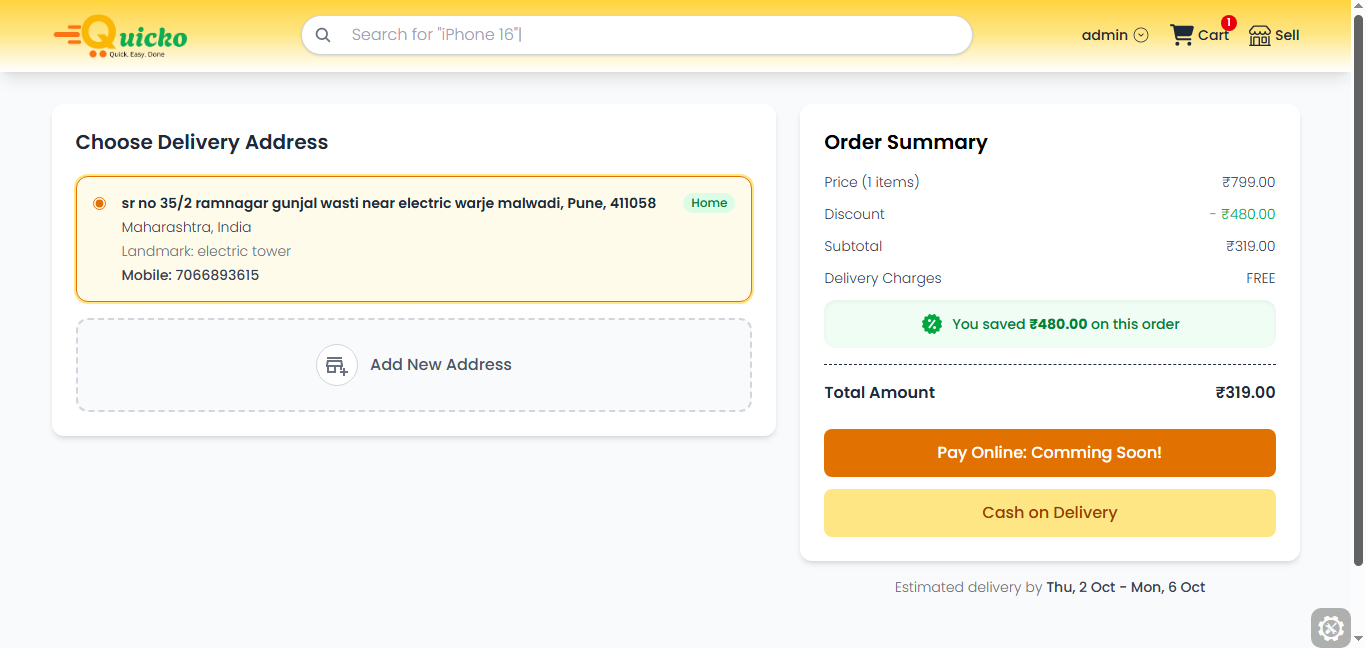 Quicko
Quick. Easy. Done
Search for "iPhone 16"|
admin
1
Cart
Sell
Choose Delivery Address
sr no 35/2 ramnagar gunjal wasti near electric warje malwadi, Pune, 411058
Home
Maharashtra, India
Landmark: electric tower
Mobile: 7066893615
Add New Address
Order Summary
Price (1 items) ₹799.00
Discount - ₹480.00
Subtotal ₹319.00
Delivery Charges FREE
You saved ₹480.00 on this order
Total Amount ₹319.00
Pay Online: Comming Soon!
Cash on Delivery
Estimated delivery by Thu, 2 Oct - Mon, 6 Oct